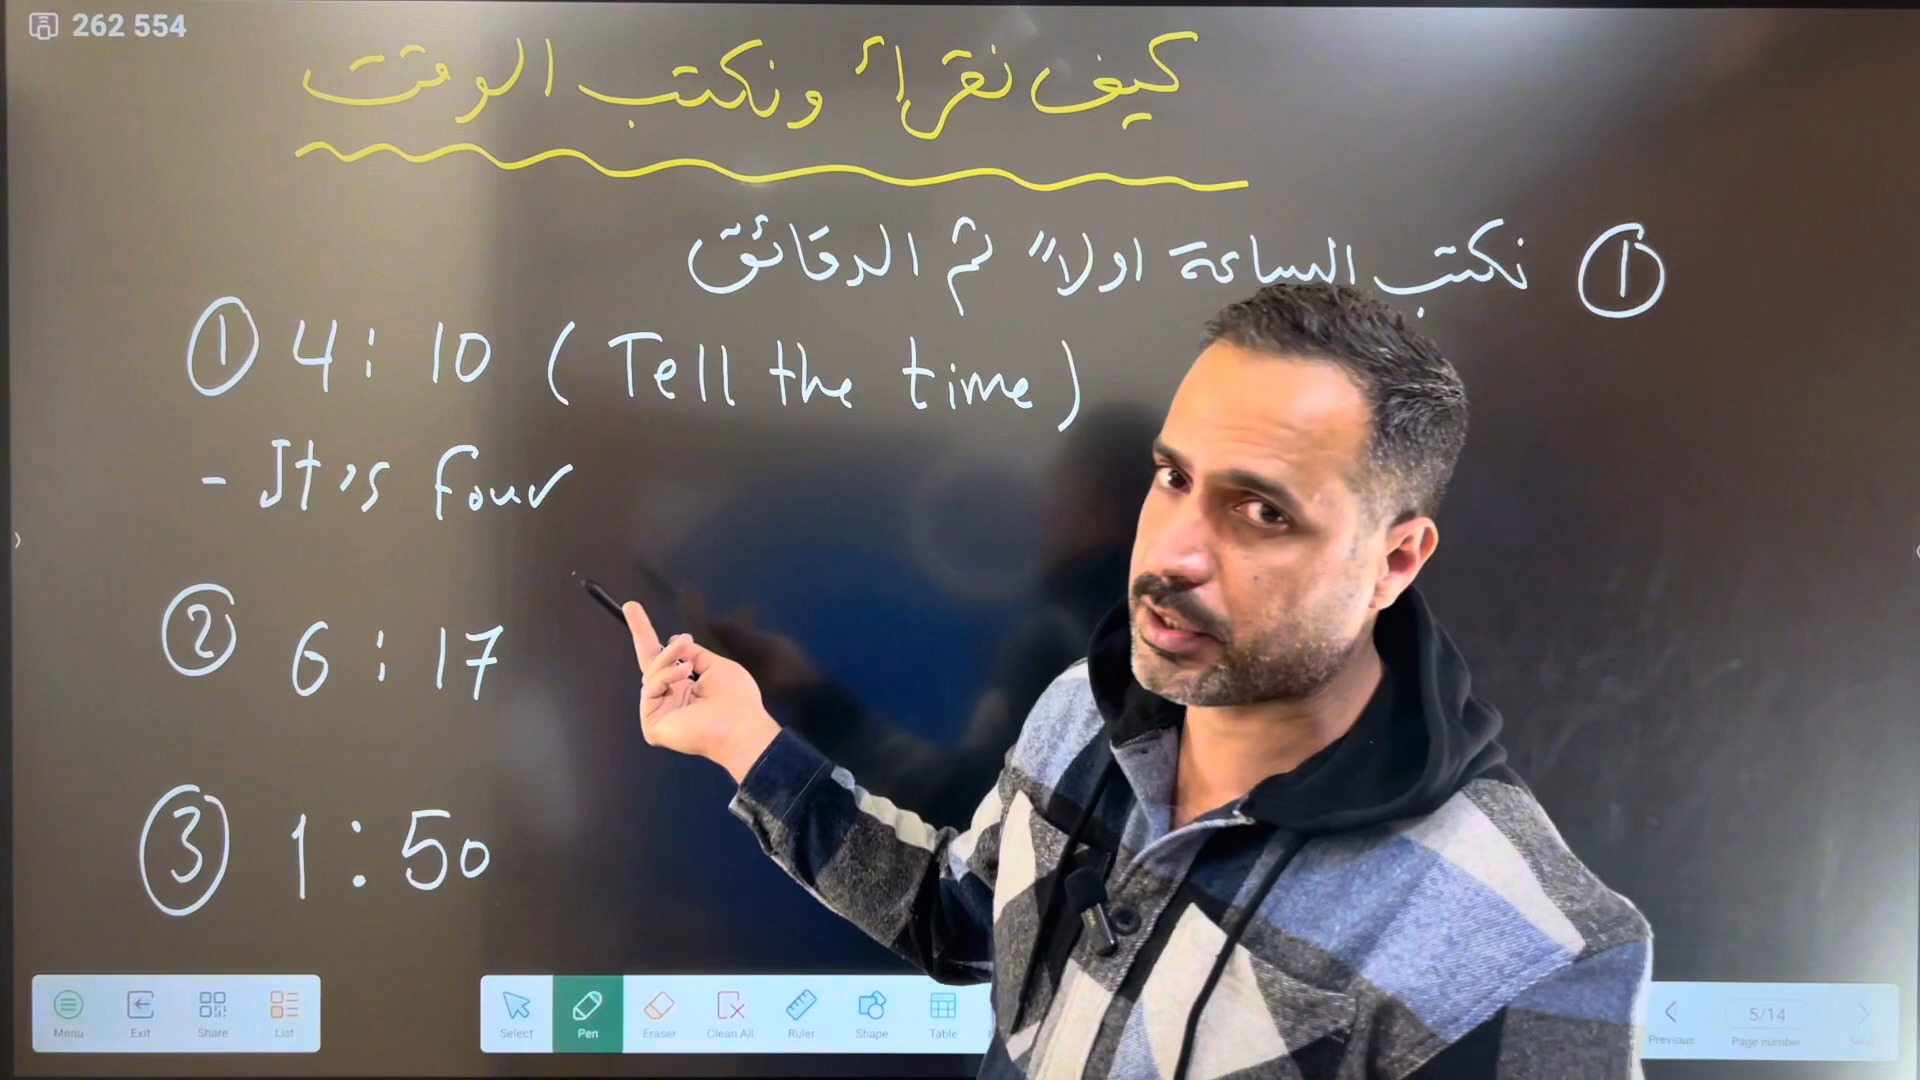 262 554
كيف نقرأ ونكتب الوقت
① نكتب الساعة اولا" ثم الدقائق
① 4:10 (Tell the time)
- It's four
② 6:17
③ 1:50
Menu Exit Share List Select Pen Eraser Clean All Ruler Shape Table Previous 5/14 Page number Next